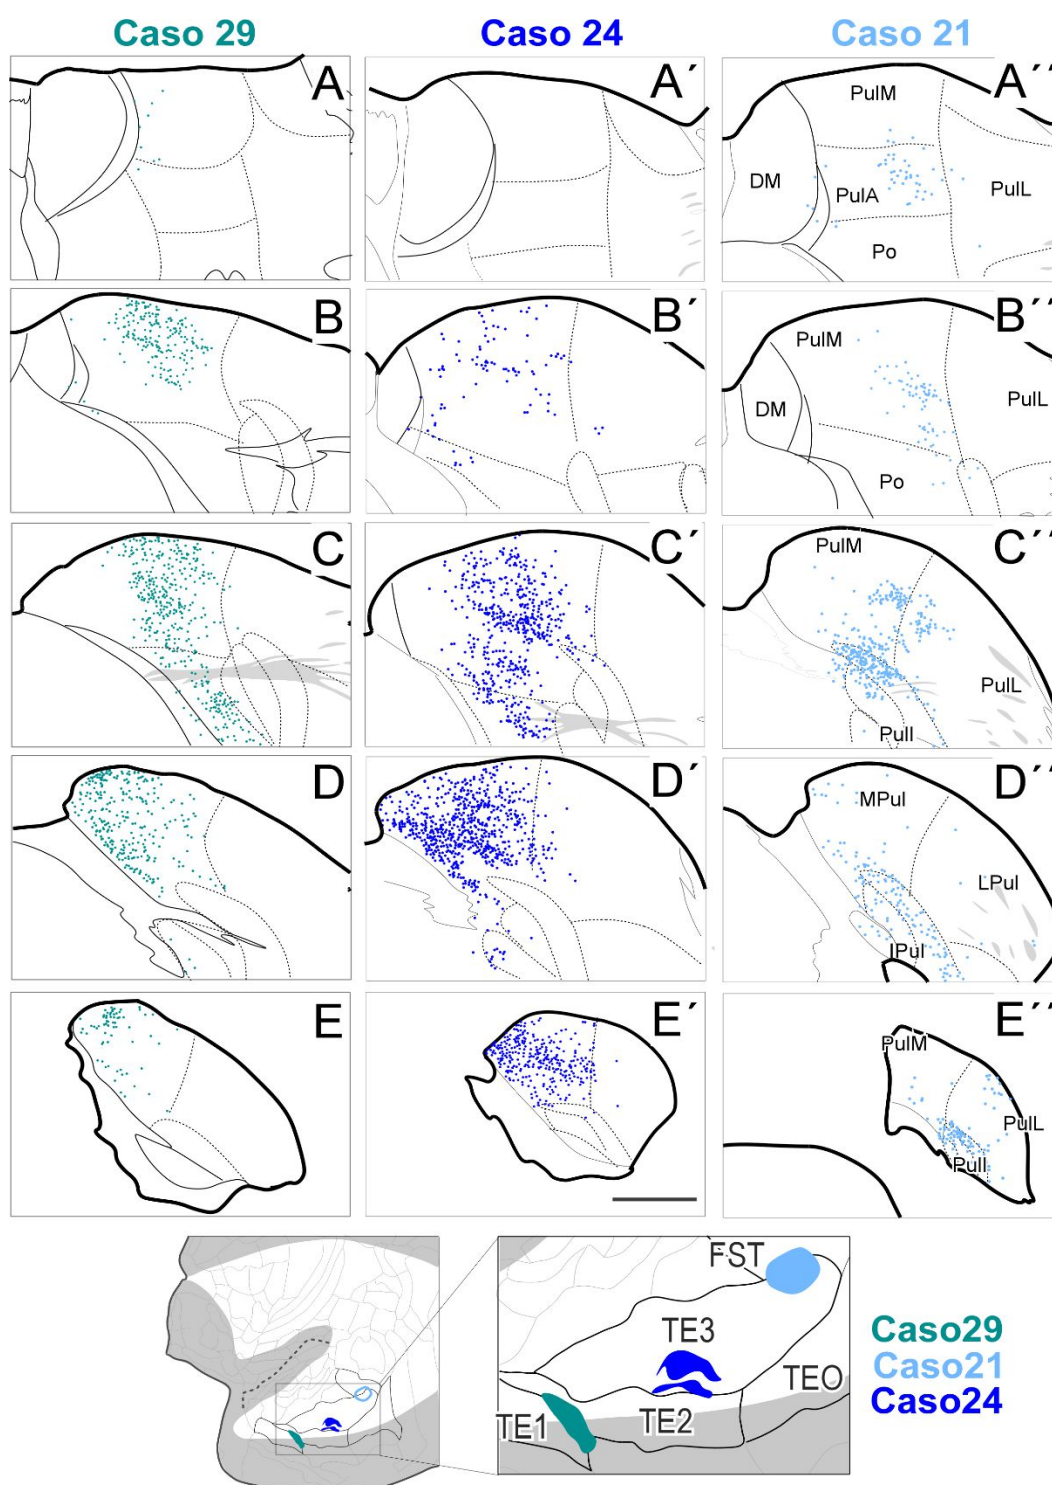 Caso 29
Caso 24
Caso 21
A
A´
A´´
PulM
DM
PulA
PulL
Po
B
B´
B´´
PulM
PulL
DM
Po
C
C´
C´´
PulM
PulL
PulI
D
D´
D´´
MPul
LPul
IPul
E
E´
E´´
PulM
PulL
PulI
FST
TE3
TEO
TE1
TE2
Caso29
Caso21
Caso24